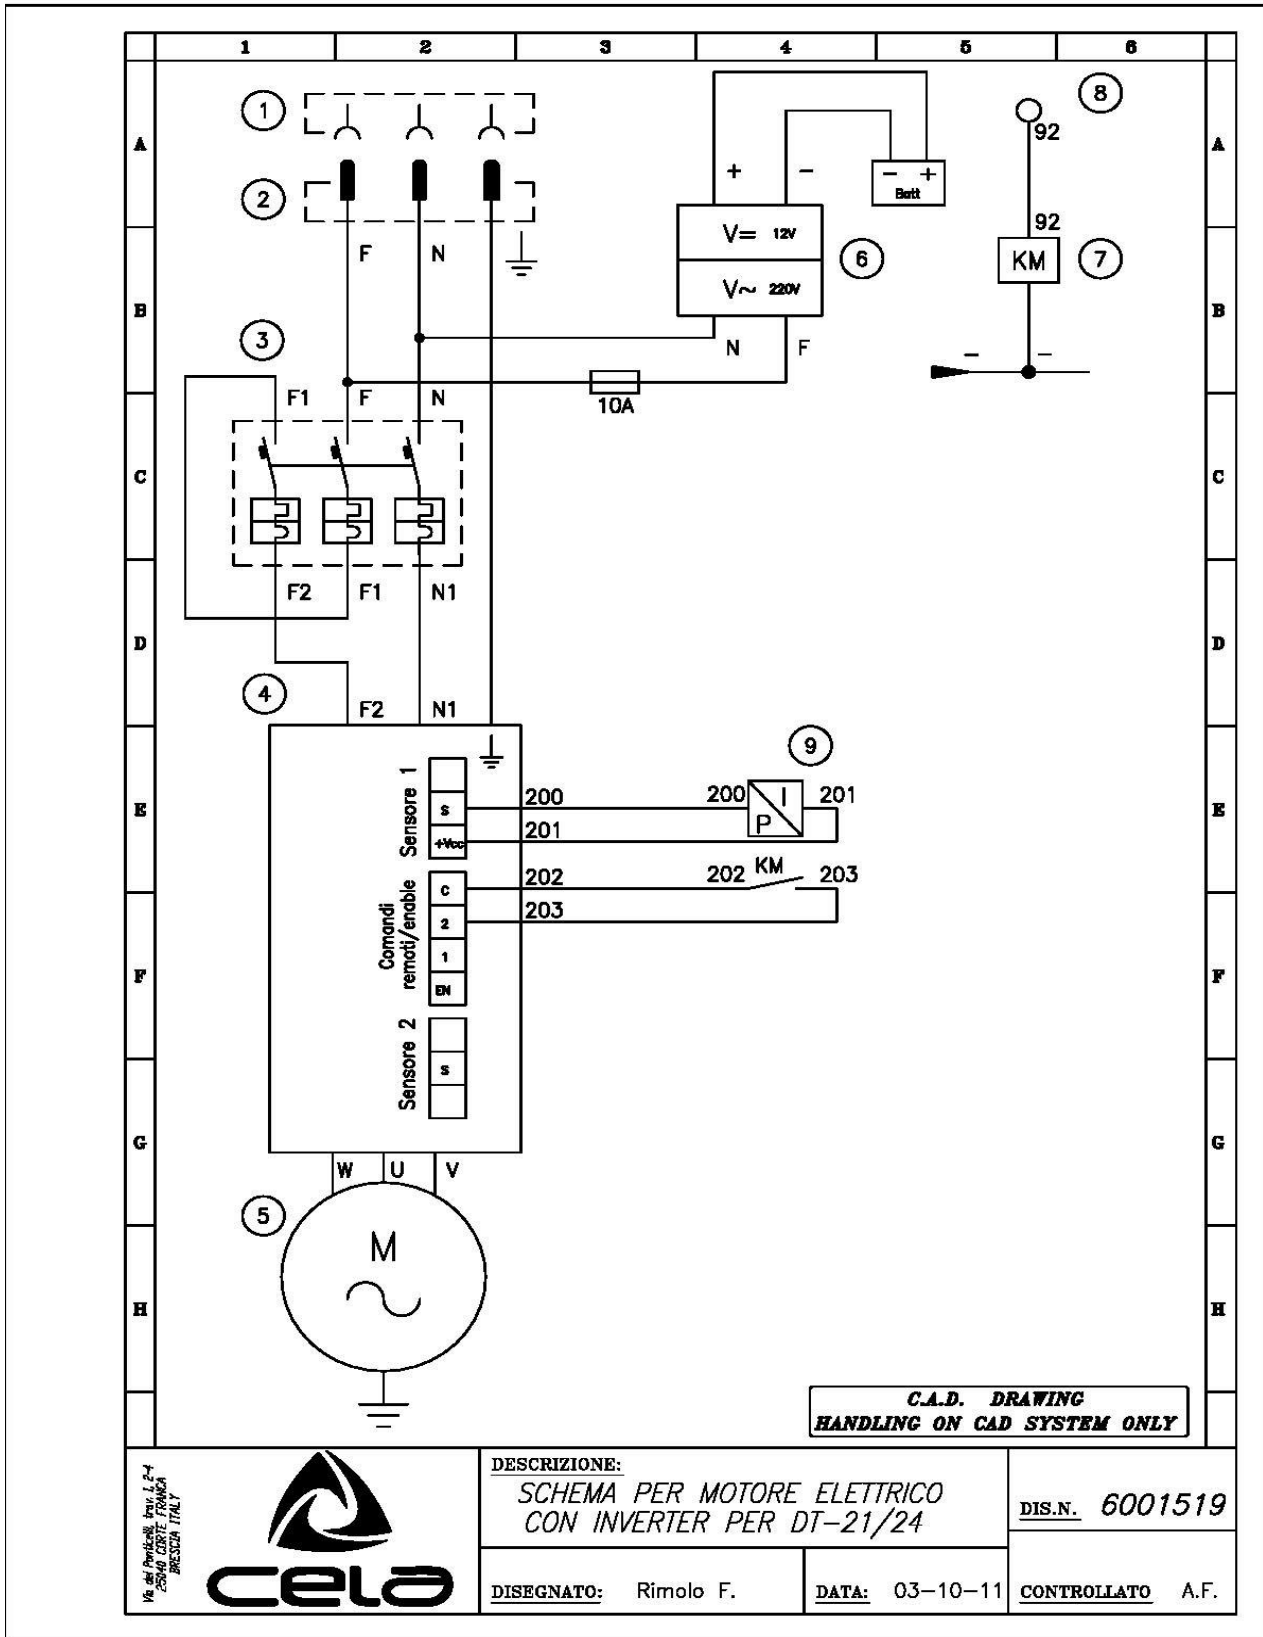 1 2 3 4 5 6
1
8
92
A A
+ -
- +
Batt
2
92
F N
V= 12V
6
KM
7
V~ 220V
B B
3
N F
- -
F1 F N
10A
C C
F2 F1 N1
D D
4
F2 N1
9
Sensore 1
200 200 I 201
E S E
201 P
+Vcc
KM
202 202 203
C
Comandi
remoti/enable
203
2
1
F F
EN
Sensore 2
S
G G
W U V
5
M
H H
C.A.D. DRAWING
HANDLING ON CAD SYSTEM ONLY
Via dei Ponticelli, trav. I, 2-4
25040 CORTE FRANCA
BRESCIA ITALY
cela
DESCRIZIONE:
SCHEMA PER MOTORE ELETTRICO
CON INVERTER PER DT-21/24
DIS.N. 6001519
DISEGNATO: Rimolo F.
DATA: 03-10-11
CONTROLLATO A.F.